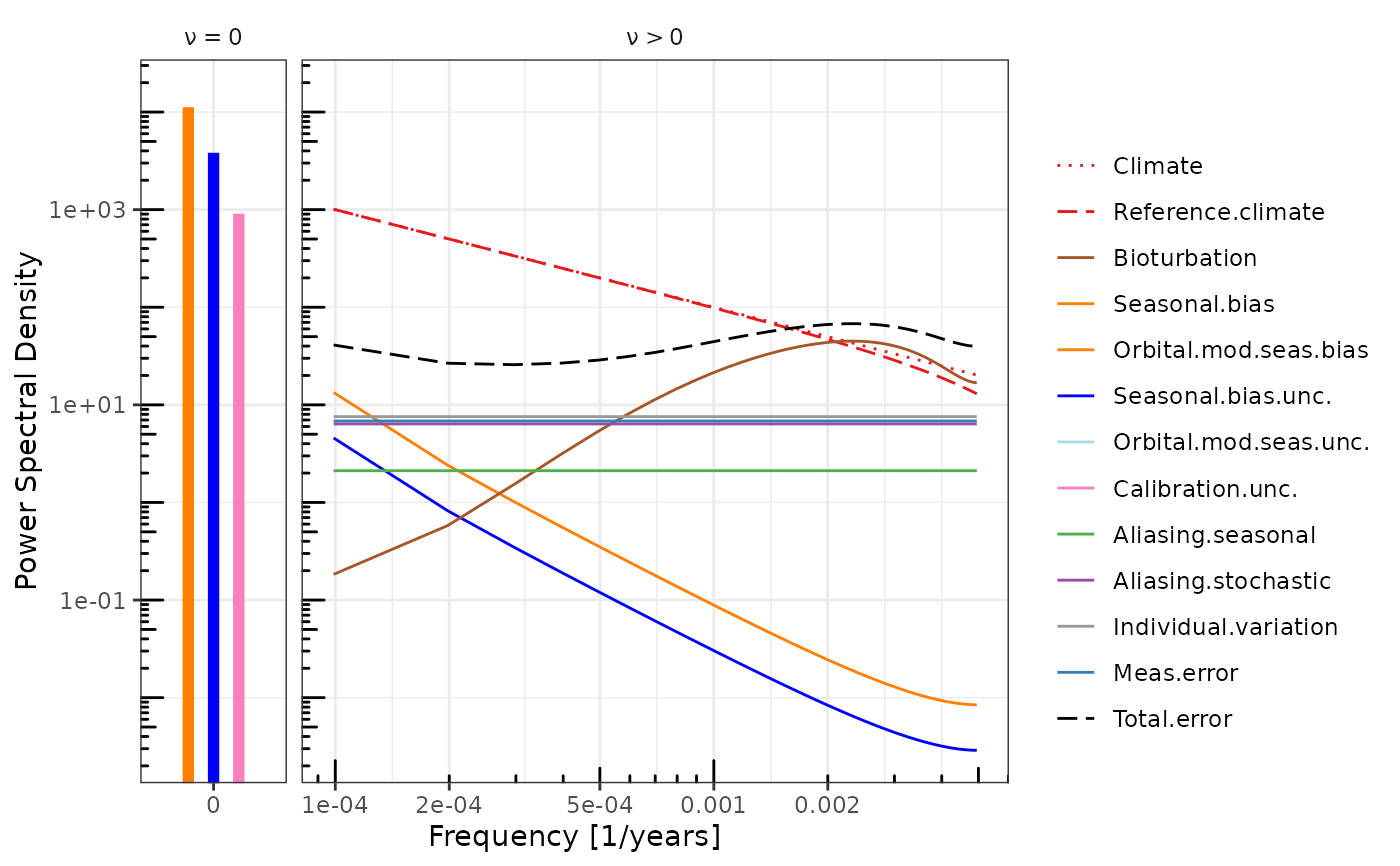 ν = 0
ν > 0
Power Spectral Density
1e+03
1e+01
1e-01
0
1e-04
2e-04
5e-04
0.001
0.002
Frequency [1/years]
Climate
Reference.climate
Bioturbation
Seasonal.bias
Orbital.mod.seas.bias
Seasonal.bias.unc.
Orbital.mod.seas.unc.
Calibration.unc.
Aliasing.seasonal
Aliasing.stochastic
Individual.variation
Meas.error
Total.error